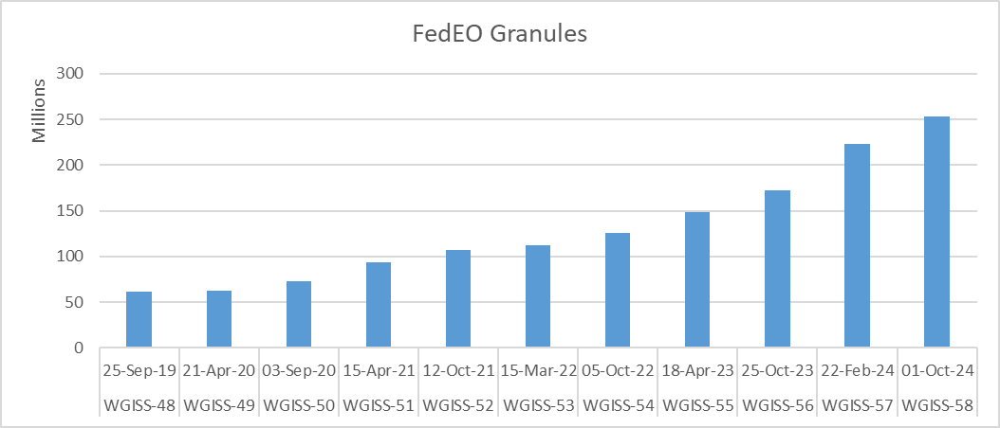 FedEO Granules
Millions
300
250
200
150
100
50
0
25-Sep-19 21-Apr-20 03-Sep-20 15-Apr-21 12-Oct-21 15-Mar-22 05-Oct-22 18-Apr-23 25-Oct-23 22-Feb-24 01-Oct-24
WGISS-48 WGISS-49 WGISS-50 WGISS-51 WGISS-52 WGISS-53 WGISS-54 WGISS-55 WGISS-56 WGISS-57 WGISS-58